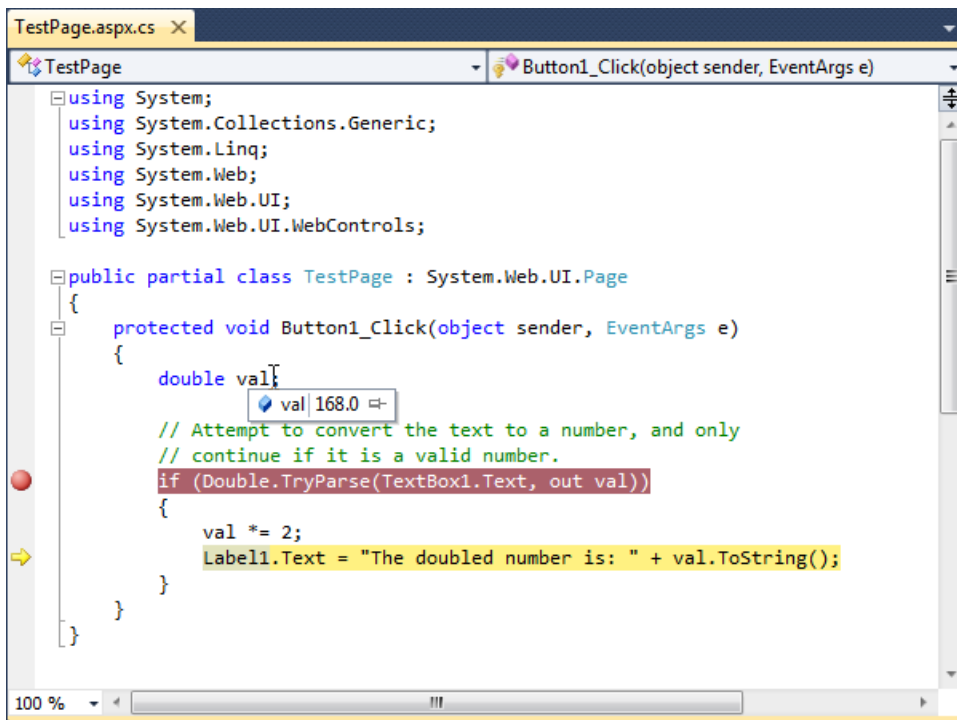 TestPage.aspx.cs
TestPage
Button1_Click(object sender, EventArgs e)
using System;
using System.Collections.Generic;
using System.Linq;
using System.Web;
using System.Web.UI;
using System.Web.UI.WebControls;
public partial class TestPage : System.Web.UI.Page
{
protected void Button1_Click(object sender, EventArgs e)
{
double val;
val 168.0
// Attempt to convert the text to a number, and only
// continue if it is a valid number.
if (Double.TryParse(TextBox1.Text, out val))
{
val *= 2;
Label1.Text = "The doubled number is: " + val.ToString();
}
}
}
100 %